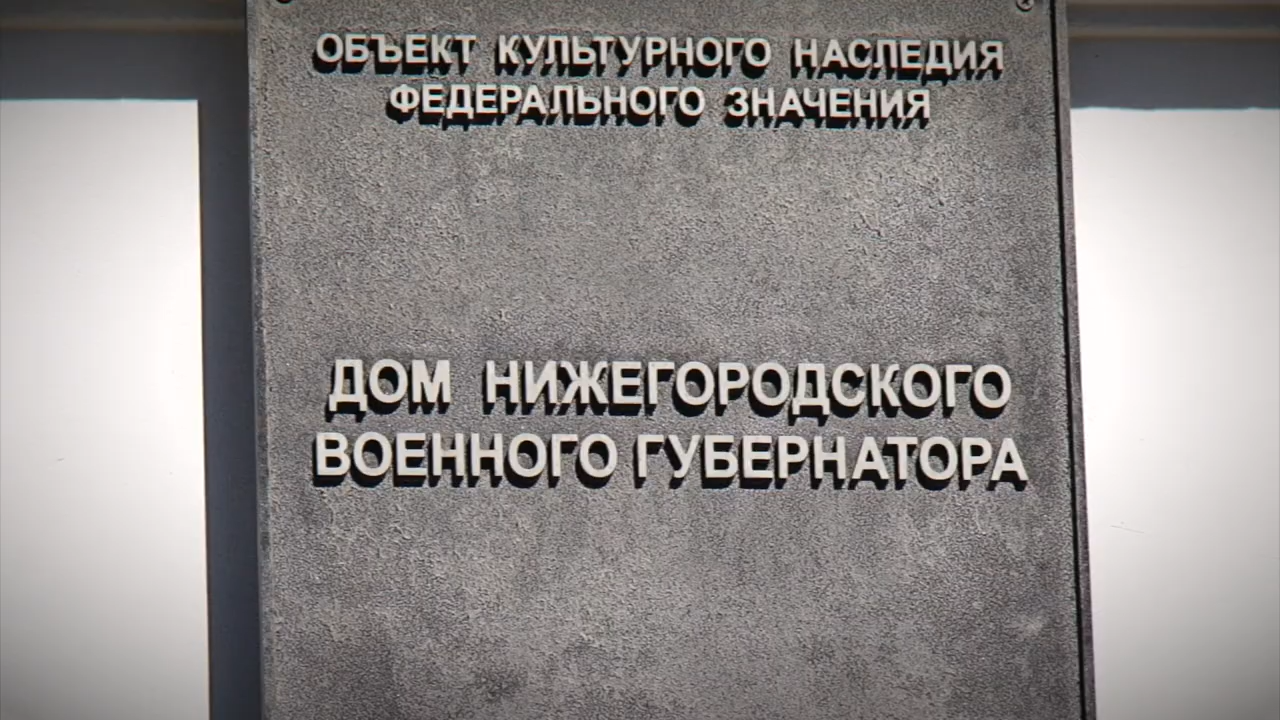 ОБЪЕКТ КУЛЬТУРНОГО НАСЛЕДИЯ
ФЕДЕРАЛЬНОГО ЗНАЧЕНИЯ
ДОМ НИЖЕГОРОДСКОГО
ВОЕННОГО ГУБЕРНАТОРА